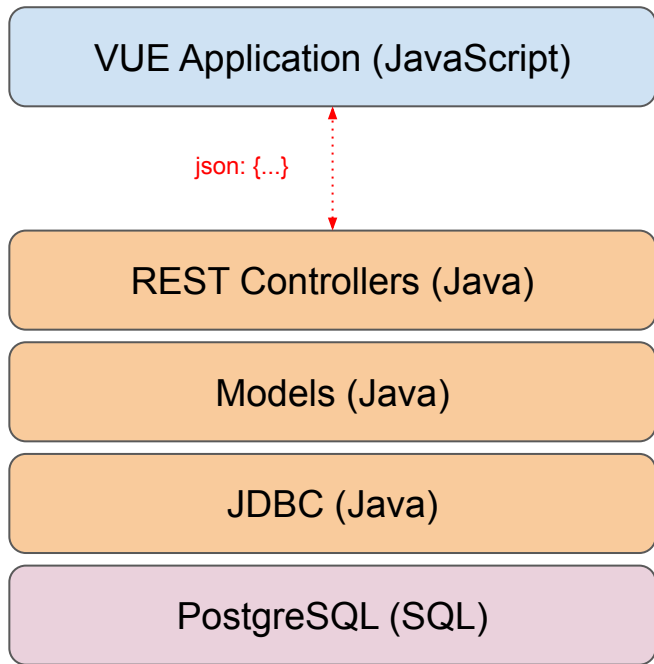 VUE Application (JavaScript)
json: {...}
REST Controllers (Java)
Models (Java)
JDBC (Java)
PostgreSQL (SQL)